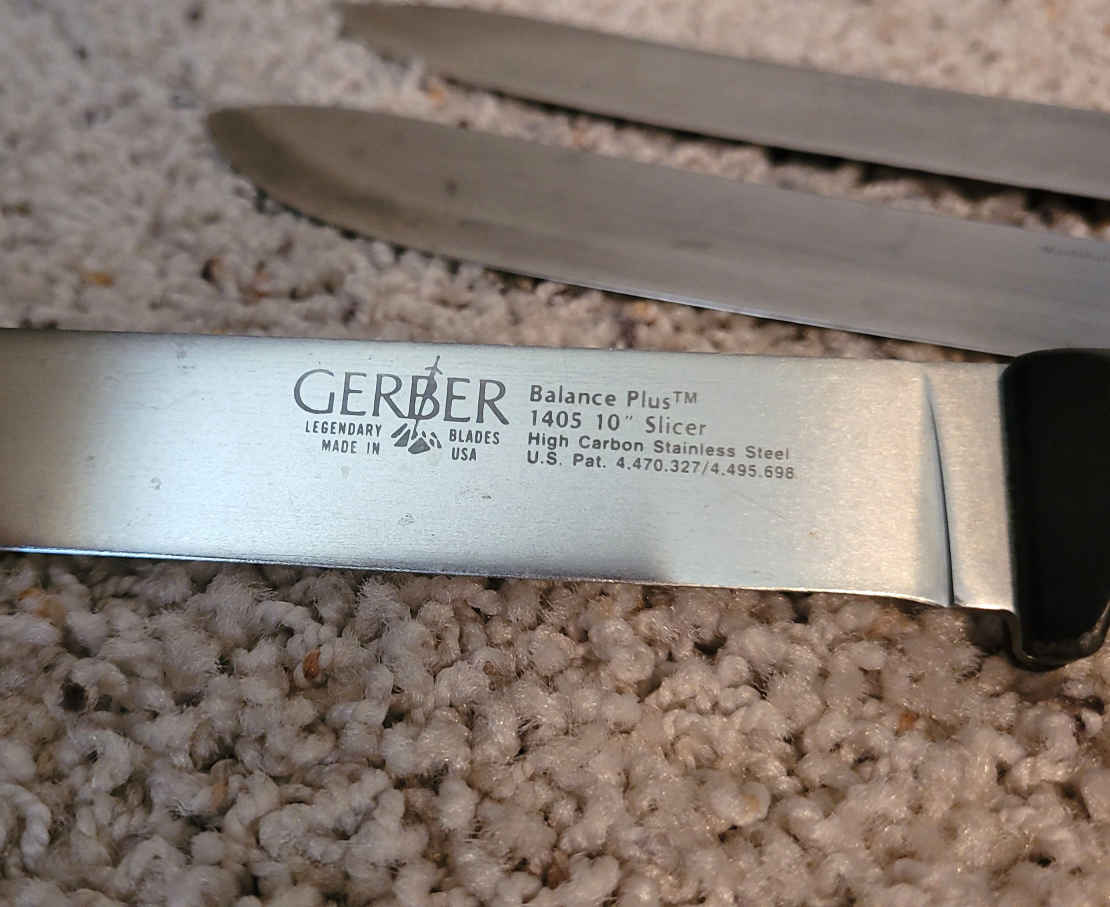 GERBER
LEGENDARY BLADES
MADE IN USA
Balance Plus™
1405 10" Slicer
High Carbon Stainless Steel
U.S. Pat. 4.470.327/4.495.698